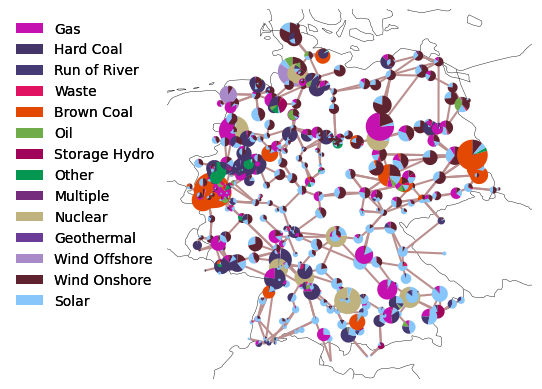 Gas
Hard Coal
Run of River
Waste
Brown Coal
Oil
Storage Hydro
Other
Multiple
Nuclear
Geothermal
Wind Offshore
Wind Onshore
Solar